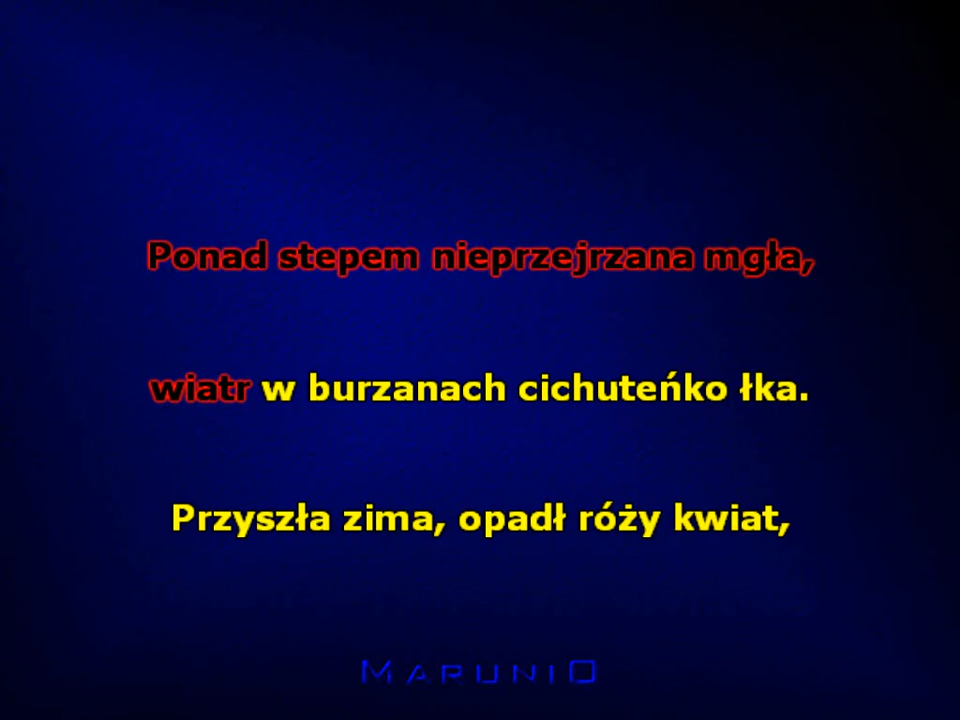 Ponad stepem nieprzejrzana mgła,
wiatr w burzanach cichuteńko łka.
Przyszła zima, opadł róży kwiat,
MARUNIO